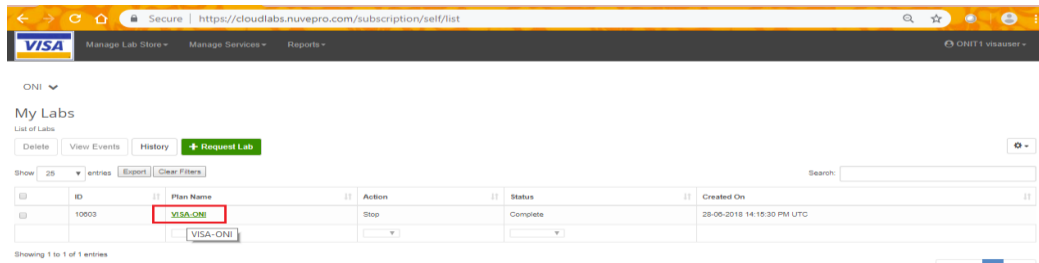 Secure | https://cloudlabs.nuvepro.com/subscription/self/list
VISA Manage Lab Store Manage Services Reports ONIT1 visauser
ONI
My Labs
List of Labs
Delete View Events History + Request Lab
Show 25 entries Export Clear Filters Search:
ID Plan Name Action Status Created On
10803 VISA-ONI Stop Complete 28-06-2018 14:15:30 PM UTC
VISA-ONI
Showing 1 to 1 of 1 entries